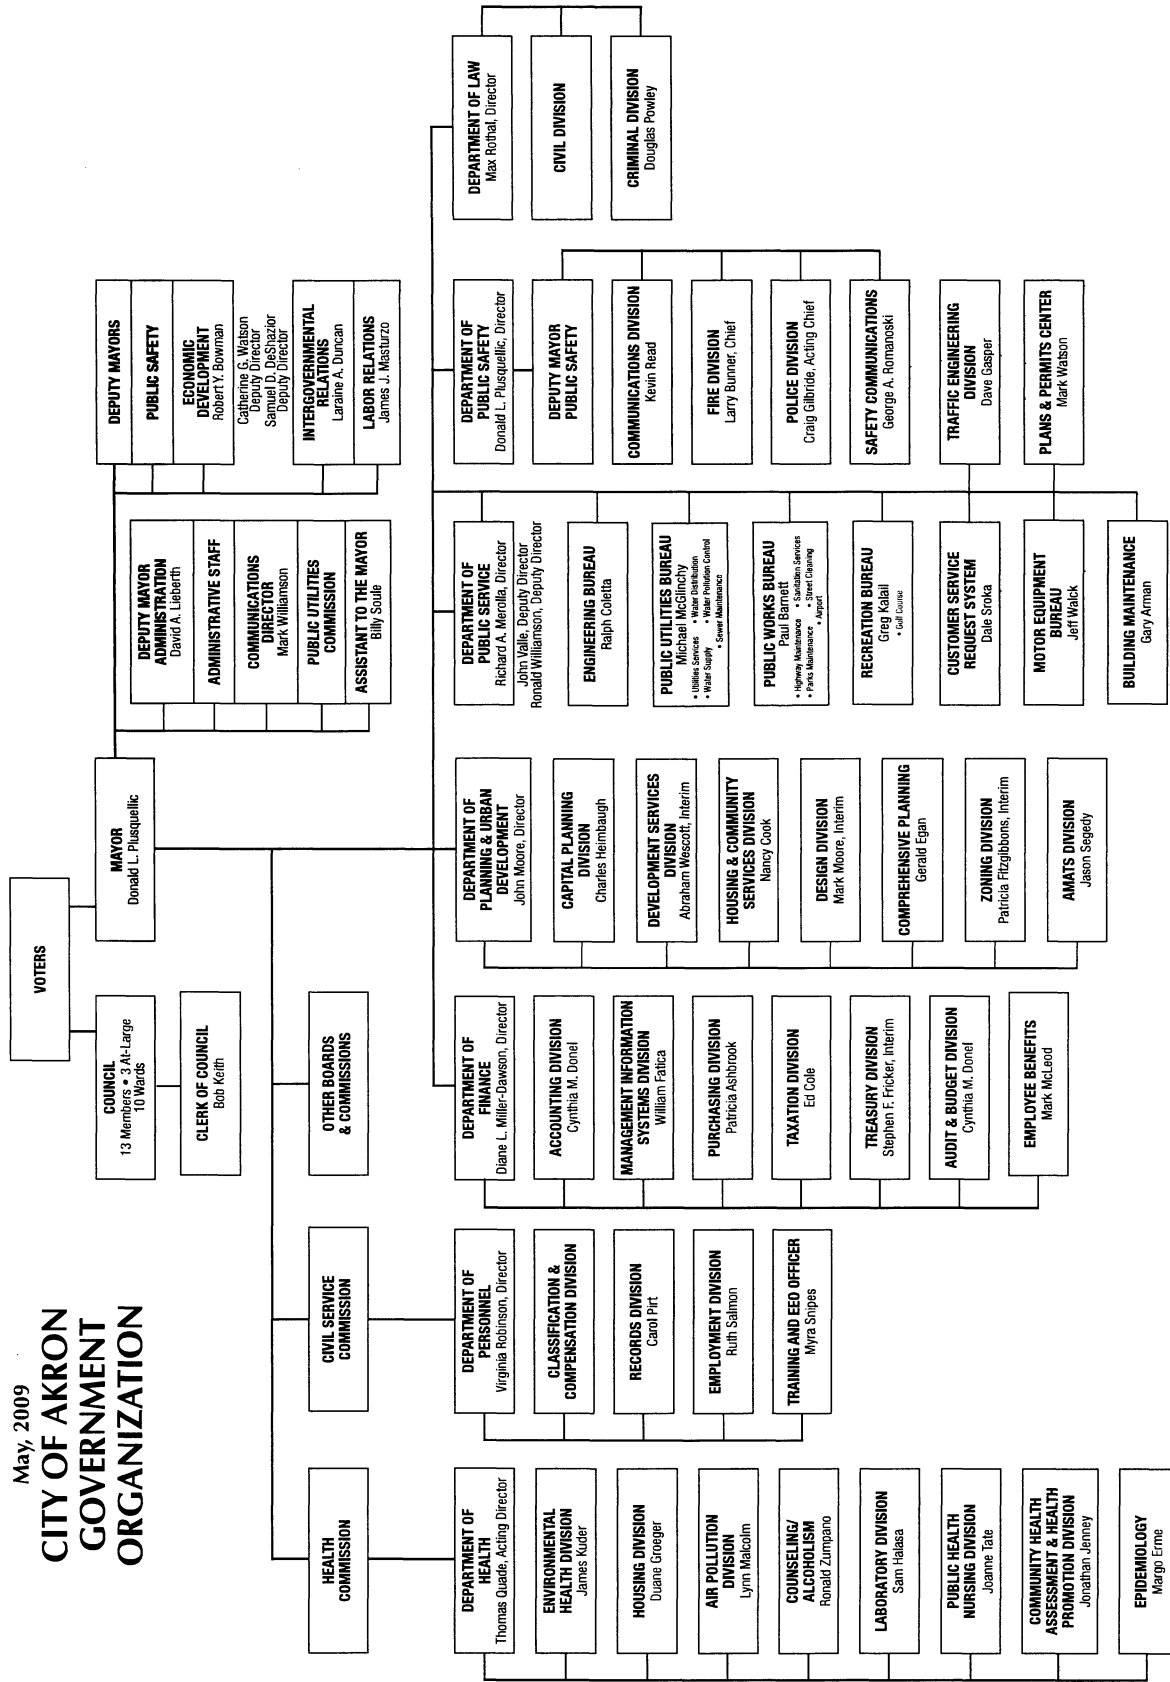 May, 2009
CITY OF AKRON
GOVERNMENT
ORGANIZATION
VOTERS
COUNCIL
13 Members • 3 At-Large
10 Wards
CLERK OF COUNCIL
Bob Keith
MAYOR
Donald L. Plusquellic
DEPUTY MAYOR
ADMINISTRATION
David A. Lieberth
ADMINISTRATIVE STAFF
COMMUNICATIONS
DIRECTOR
Mark Williamson
PUBLIC UTILITIES
COMMISSION
ASSISTANT TO THE MAYOR
Billy Soule
DEPUTY MAYORS
PUBLIC SAFETY
ECONOMIC
DEVELOPMENT
Robert Y. Bowman
Catherine G. Watson
Deputy Director
Samuel D. DeShazior
Deputy Director
INTERGOVERNMENTAL
RELATIONS
Laraine A. Duncan
LABOR RELATIONS
James J. Masturzo
HEALTH
COMMISSION
CIVIL SERVICE
COMMISSION
OTHER BOARDS
& COMMISSIONS
DEPARTMENT OF
HEALTH
Thomas Quade, Acting Director
ENVIRONMENTAL
HEALTH DIVISION
James Kuder
HOUSING DIVISION
Duane Groeger
AIR POLLUTION
DIVISION
Lynn Malcolm
COUNSELING/
ALCOHOLISM
Ronald Zumpano
LABORATORY DIVISION
Sam Halasa
PUBLIC HEALTH
NURSING DIVISION
Joanne Tate
COMMUNITY HEALTH
ASSESSMENT & HEALTH
PROMOTION DIVISION
Jonathan Jenney
EPIDEMIOLOGY
Margo Erme
DEPARTMENT OF
PERSONNEL
Virginia Robinson, Director
CLASSIFICATION &
COMPENSATION DIVISION
RECORDS DIVISION
Carol Pirt
EMPLOYMENT DIVISION
Ruth Salmon
TRAINING AND EEO OFFICER
Myra Snipes
DEPARTMENT OF
FINANCE
Diane L. Miller-Dawson, Director
ACCOUNTING DIVISION
Cynthia M. Donel
MANAGEMENT INFORMATION
SYSTEMS DIVISION
William Fatica
PURCHASING DIVISION
Patricia Ashbrook
TAXATION DIVISION
Ed Cole
TREASURY DIVISION
Stephen F. Fricker, Interim
AUDIT & BUDGET DIVISION
Cynthia M. Donel
EMPLOYEE BENEFITS
Mark McLeod
DEPARTMENT OF
PLANNING & URBAN
DEVELOPMENT
John Moore, Director
CAPITAL PLANNING
DIVISION
Charles Heimbaugh
DEVELOPMENT SERVICES
DIVISION
Abraham Wescott, Interim
HOUSING & COMMUNITY
SERVICES DIVISION
Nancy Cook
DESIGN DIVISION
Mark Moore, Interim
COMPREHENSIVE PLANNING
Gerald Egan
ZONING DIVISION
Patricia Fitzgibbons, Interim
AMATS DIVISION
Jason Segedy
DEPARTMENT OF
PUBLIC SERVICE
Richard A. Merolla, Director
John Valle, Deputy Director
Ronald Williamson, Deputy Director
ENGINEERING BUREAU
Ralph Coletta
PUBLIC UTILITIES BUREAU
Michael McGlinchy
• Utilities Services • Water Distribution
• Water Supply • Water Pollution Control
• Sewer Maintenance
PUBLIC WORKS BUREAU
Paul Barnett
• Highway Maintenance • Sanitation Services
• Parks Maintenance • Street Cleaning
• Airport
RECREATION BUREAU
Greg Kalail
• Golf Course
CUSTOMER SERVICE
REQUEST SYSTEM
Dale Sroka
MOTOR EQUIPMENT
BUREAU
Jeff Walck
BUILDING MAINTENANCE
Gary Arman
DEPARTMENT OF
PUBLIC SAFETY
Donald L. Plusquellic, Director
DEPUTY MAYOR
PUBLIC SAFETY
COMMUNICATIONS DIVISION
Kevin Read
FIRE DIVISION
Larry Bunner, Chief
POLICE DIVISION
Craig Gilbride, Acting Chief
SAFETY COMMUNICATIONS
George A. Romanoski
TRAFFIC ENGINEERING
DIVISION
Dave Gasper
PLANS & PERMITS CENTER
Mark Watson
DEPARTMENT OF LAW
Max Rothal, Director
CIVIL DIVISION
CRIMINAL DIVISION
Douglas Powley